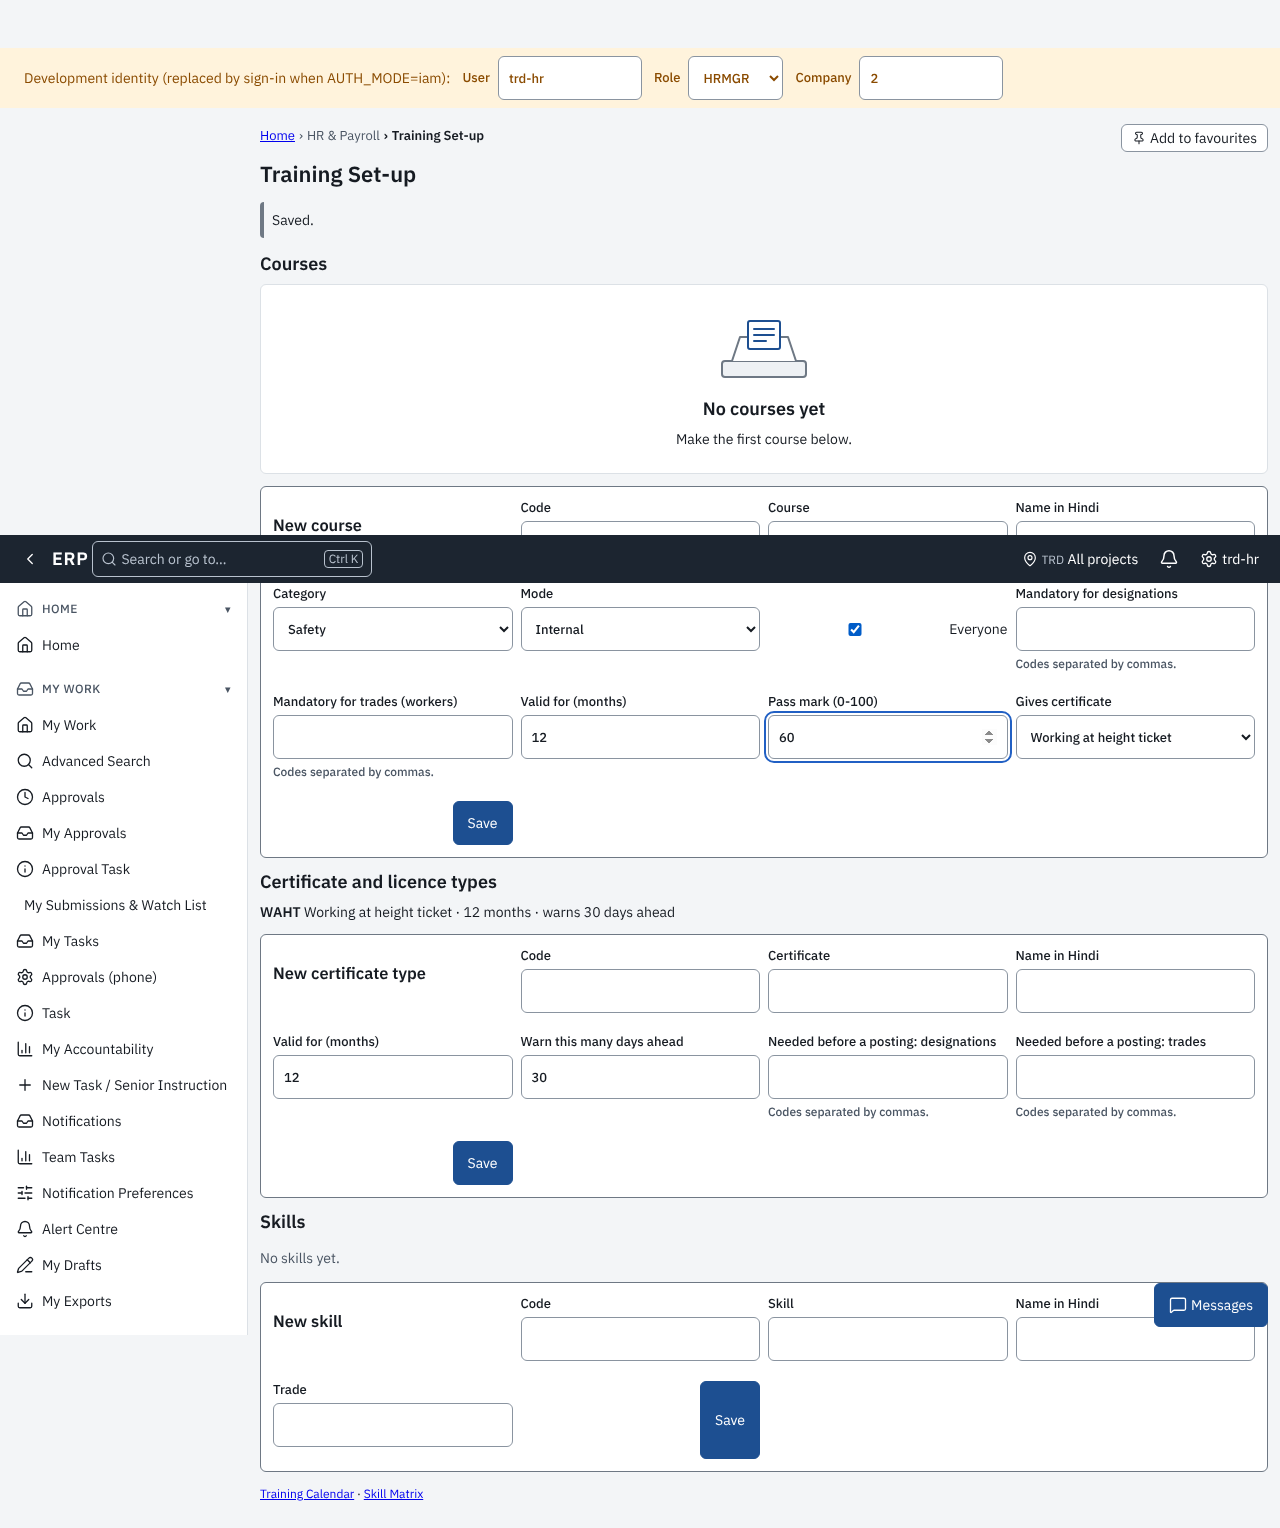 Development identity (replaced by sign-in when AUTH_MODE=iam): User trd-hr Role HRMGR Company 2
Home › HR & Payroll › Training Set-up
Add to favourites
Training Set-up
Saved.
Courses
No courses yet
Make the first course below.
New course
Code
Course
Name in Hindi
ERP
Search or go to...
Ctrl K
TRD All projects
trd-hr
HOME
Home
MY WORK
My Work
Advanced Search
Approvals
My Approvals
Approval Task
My Submissions & Watch List
My Tasks
Approvals (phone)
Task
My Accountability
New Task / Senior Instruction
Notifications
Team Tasks
Notification Preferences
Alert Centre
My Drafts
My Exports
Category
Safety
Mode
Internal
Everyone
Mandatory for designations
Codes separated by commas.
Mandatory for trades (workers)
Codes separated by commas.
Valid for (months)
12
Pass mark (0-100)
60
Gives certificate
Working at height ticket
Save
Certificate and licence types
WAHT Working at height ticket · 12 months · warns 30 days ahead
New certificate type
Code
Certificate
Name in Hindi
Valid for (months)
12
Warn this many days ahead
30
Needed before a posting: designations
Codes separated by commas.
Needed before a posting: trades
Codes separated by commas.
Save
Skills
No skills yet.
New skill
Code
Skill
Name in Hindi
Messages
Trade
Save
Training Calendar · Skill Matrix